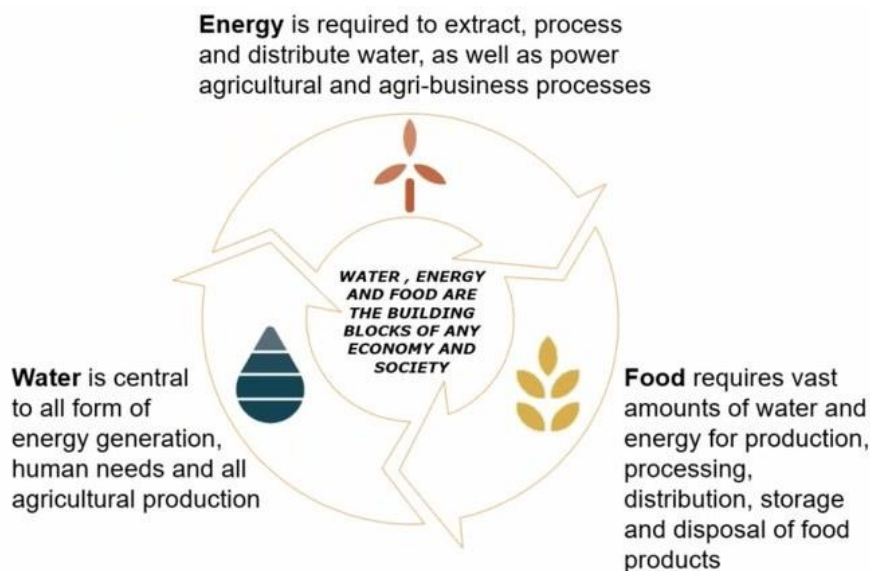 Energy is required to extract, process
and distribute water, as well as power
agricultural and agri-business processes
WATER , ENERGY
AND FOOD ARE
THE BUILDING
BLOCKS OF ANY
ECONOMY AND
SOCIETY
Water is central
to all form of
energy generation,
human needs and all
agricultural production
Food requires vast
amounts of water and
energy for production,
processing,
distribution, storage
and disposal of food
products